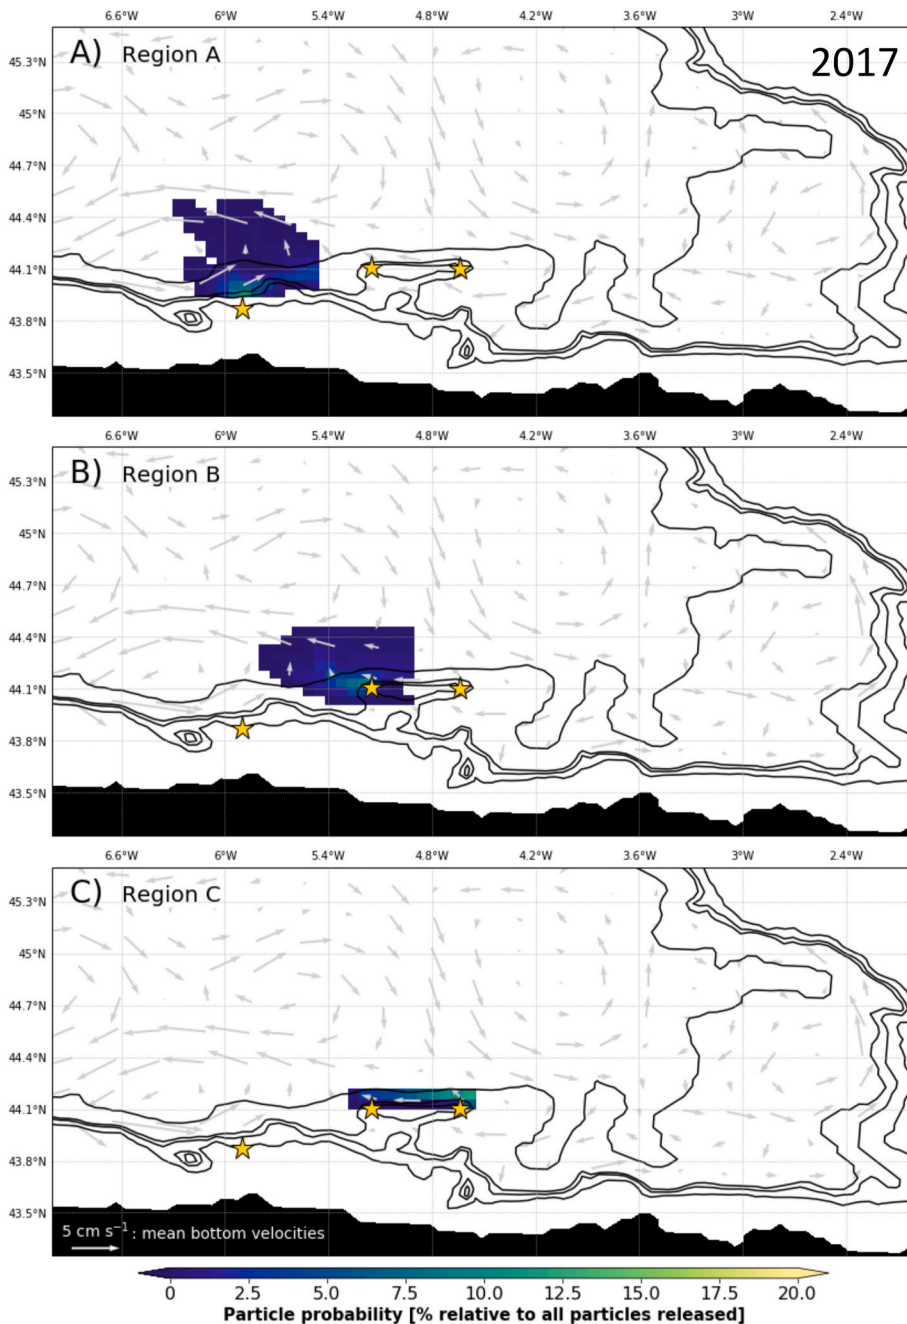 6.6°W 6°W 5.4°W 4.8°W 4.2°W 3.6°W 3°W 2.4°W
A) Region A 2017
45.3°N
45°N
44.7°N
44.4°N
44.1°N
43.8°N
43.5°N
6.6°W 6°W 5.4°W 4.8°W 4.2°W 3.6°W 3°W 2.4°W
B) Region B
45.3°N
45°N
44.7°N
44.4°N
44.1°N
43.8°N
43.5°N
6.6°W 6°W 5.4°W 4.8°W 4.2°W 3.6°W 3°W 2.4°W
C) Region C
45.3°N
45°N
44.7°N
44.4°N
44.1°N
43.8°N
43.5°N
5 cm s⁻¹ : mean bottom velocities
0 2.5 5.0 7.5 10.0 12.5 15.0 17.5 20.0
Particle probability [% relative to all particles released]